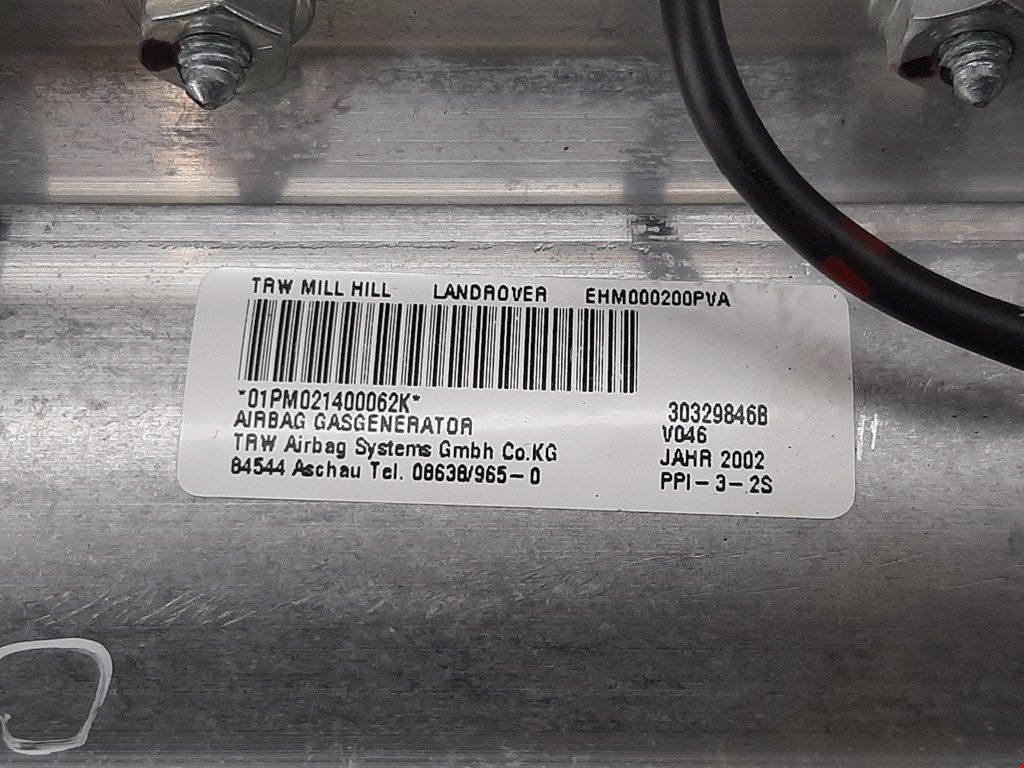 TRW MILL HILL LANDROVER EHM000200PVA
*01PM021400062K*
AIRBAG GASGENERATOR
TRW Airbag Systems Gmbh Co.KG
84544 Aschau Tel. 08638/965-0
30329846B
V046
JAHR 2002
PPI-3-2S